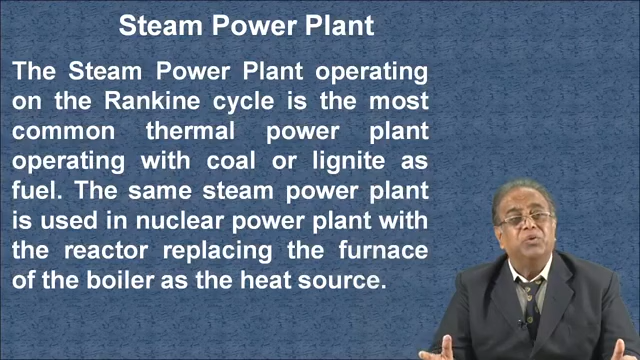 Steam Power Plant
The Steam Power Plant operating
on the Rankine cycle is the most
common thermal power plant
operating with coal or lignite as
fuel. The same steam power plant
is used in nuclear power plant with
the reactor replacing the furnace
of the boiler as the heat source.